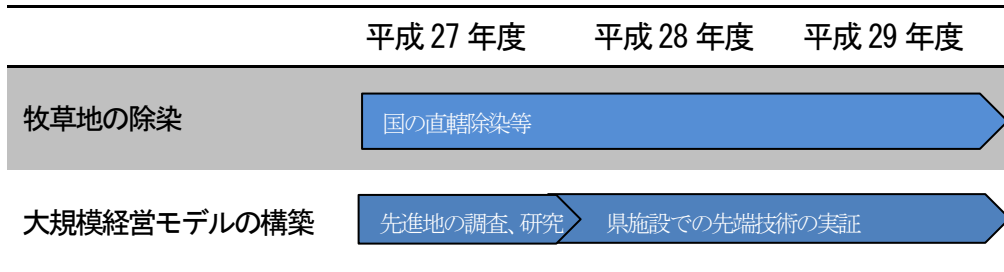 平成 27 年度 平成 28 年度 平成 29 年度
牧草地の除染 国の直轄除染等
大規模経営モデルの構築 先進地の調査、研究 県施設での先端技術の実証